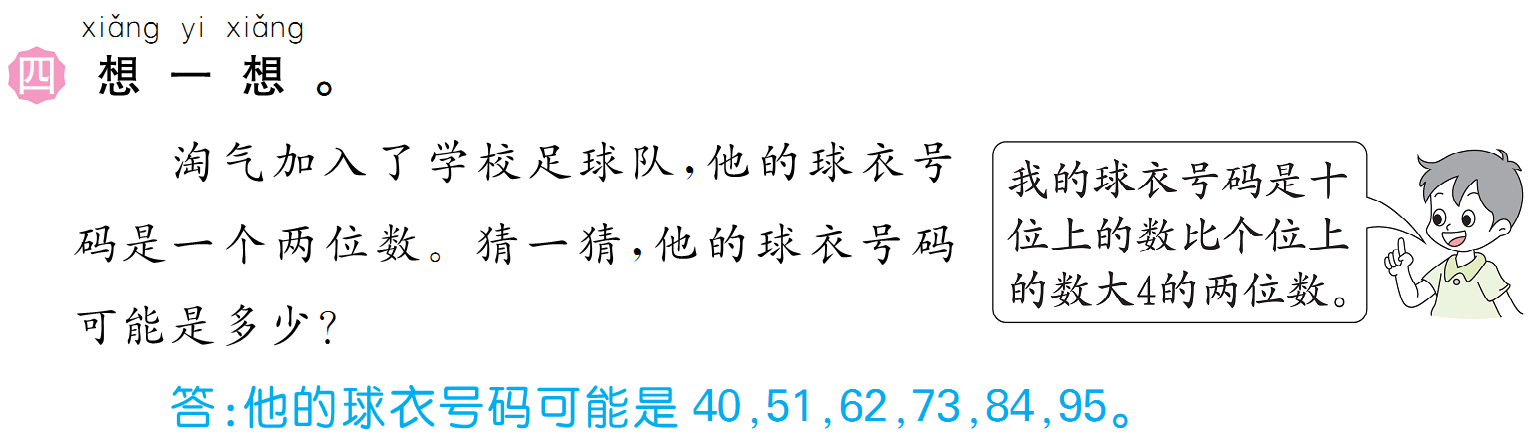 xiǎng yi xiǎng
四 想一想。
淘气加入了学校足球队,他的球衣号
码是一个两位数。猜一猜,他的球衣号码
可能是多少?
我的球衣号码是十
位上的数比个位上
的数大4的两位数。
答:他的球衣号码可能是 40,51,62,73,84,95。